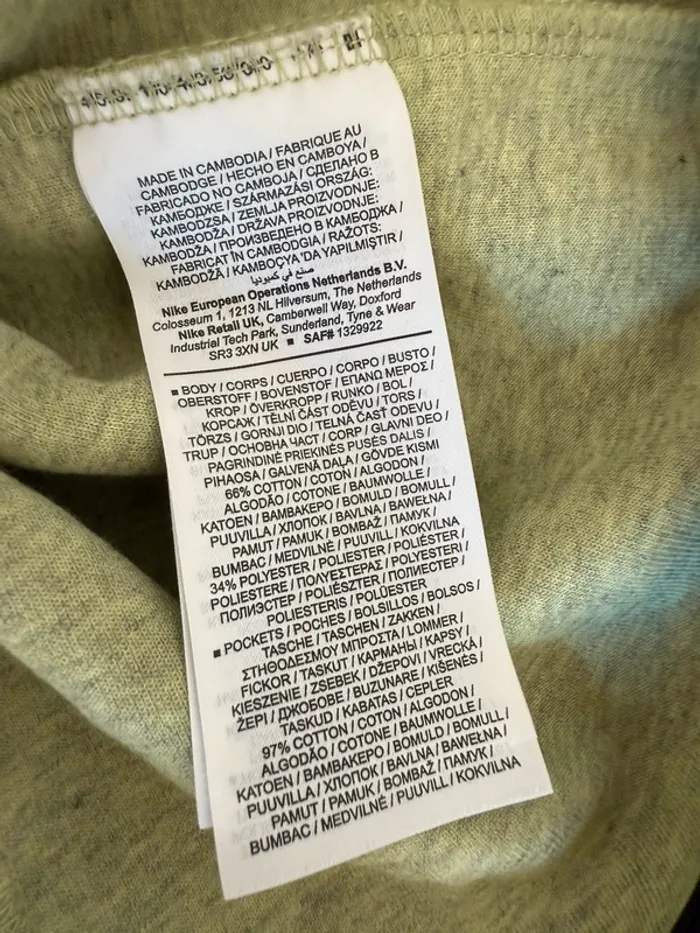 MADE IN CAMBODIA / FABRIQUE AU
CAMBODGE / HECHO EN CAMBOYA /
FABRICADO NO CAMBOJA / СДЕЛАНО В
КАМБОДЖЕ / SZÁRMAZÁSI ORSZÁG:
KAMBODZSA / ZEMLJA PROIZVODNJE:
KAMBODŽA / DRŽAVA PROIZVODNJE:
KAMBODŽA / ПРОИЗВЕДЕНО В КАМБОДЖА /
FABRICAT ÎN CAMBODGIA / RAŽOTS:
KAMBODŽĀ / KAMBOÇYA'DA YAPILMIŞTIR /
صنع في كمبوديا
Nike European Operations Netherlands B.V.
Colosseum 1, 1213 NL Hilversum, The Netherlands
Nike Retail UK, Camberwell Way, Doxford
Industrial Tech Park, Sunderland, Tyne & Wear
SR3 3XN UK ■ SAF# 1329922
■ BODY / CORPS / CUERPO / CORPO / BUSTO /
OBERSTOFF / BOVENSTOF / ΕΠΑΝΩ ΜΕΡΟΣ /
KROP / ÖVERKROPP / RUNKO / BOL /
КОРСАЖ / TĚLNÍ ČÁST ODĚVU / TORS /
TÖRZS / GORNJI DIO / TELNÁ ČASŤ ODEVU /
TRUP / ОСНОВНА ЧАСТ / CORP / GLAVNI DEO /
PAGRINDINĖ PRIEKINĖS PUSĖS DALIS /
PIHAOSA / GALVENĀ DAĻA / GÖVDE KISMI
66% COTTON / COTON / ALGODON /
ALGODÃO / COTONE / BAUMWOLLE /
KATOEN / ΒΑΜΒΑΚΕΡΟ / BOMULD / BOMULL /
PUUVILLA / ХЛОПОК / BAVLNA / BAWEŁNA /
PAMUT / PAMUK / BOMBAŽ / ПАМУК /
BUMBAC / MEDVILNĖ / PUUVILL / KOKVILNA
34% POLYESTER / POLIESTER / POLIÉSTER /
POLIESTERE / ΠΟΛΥΕΣΤΕΡΑΣ / POLYESTERI /
ПОЛИЭСТЕР / POLIÉSZTER / ПОЛИЕСТЕР /
POLIESTERIS / POLÜESTER
■ POCKETS / POCHES / BOLSILLOS / BOLSOS /
TASCHE / TASCHEN / ZAKKEN /
ΣΤΗΘΟΔΕΣΜΟΥ ΜΠΡΟΣΤΑ / LOMMER /
FICKOR / TASKUT / КАРМАНЫ / KAPSY /
KIESZENIE / ZSEBEK / DŽEPOVI / VRECKÁ /
ŽEPI / ДЖОБОВЕ / BUZUNARE / KIŠENĖS /
TASKUD / KABATAS / CEPLER
97% COTTON / COTON / ALGODON /
ALGODÃO / COTONE / BAUMWOLLE /
KATOEN / ΒΑΜΒΑΚΕΡΟ / BOMULD / BOMULL /
PUUVILLA / ХЛОПОК / BAVLNA / BAWEŁNA /
PAMUT / PAMUK / BOMBAŽ / ПАМУК /
BUMBAC / MEDVILNĖ / PUUVILL / KOKVILNA